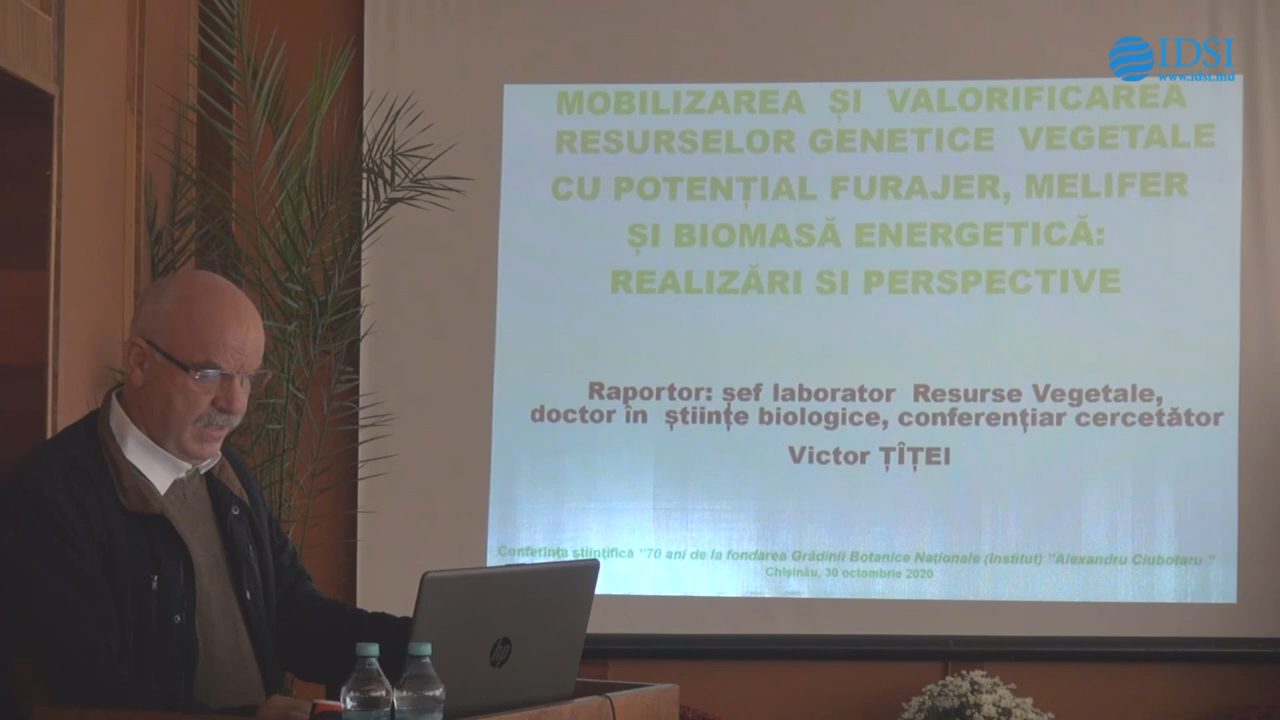 IDSI
www.idsi.md
MOBILIZAREA ȘI VALORIFICAREA
RESURSELOR GENETICE VEGETALE
CU POTENȚIAL FURAJER, MELIFER
ȘI BIOMASĂ ENERGETICĂ:
REALIZĂRI SI PERSPECTIVE
Raportor: șef laborator Resurse Vegetale,
doctor în științe biologice, conferențiar cercetător
Victor ȚÎȚEI
Conferința științifică "70 ani de la fondarea Grădinii Botanice Naționale (Institut) "Alexandru Ciubotaru "
Chișinău, 30 octombrie 2020
hp